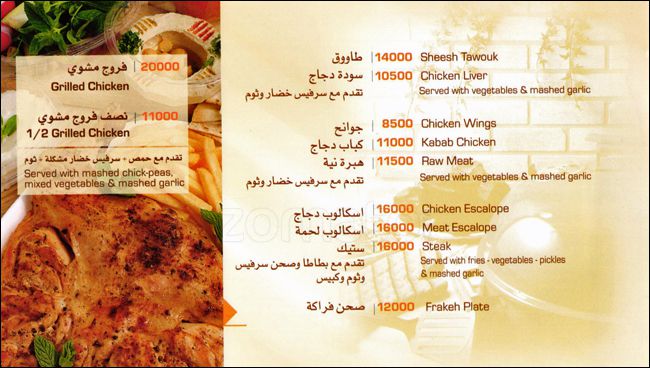 فروج مشوي | 20000
Grilled Chicken
نصف فروج مشوي | 11000
1/2 Grilled Chicken
تقدم مع حمص + سرفيس خضار مشكلة + ثوم
Served with mashed chick-peas,
mixed vegetables & mashed garlic
طاووق | 14000 Sheesh Tawouk
سودة دجاج | 10500 Chicken Liver
تقدم مع سرفيس خضار وثوم Served with vegetables & mashed garlic
جوانح | 8500 Chicken Wings
كباب دجاج | 11000 Kabab Chicken
هبرة نية | 11500 Raw Meat
تقدم مع سرفيس خضار وثوم Served with vegetables & mashed garlic
اسكالوب دجاج | 16000 Chicken Escalope
اسكالوب لحمة | 16000 Meat Escalope
ستيك | 16000 Steak
تقدم مع بطاطا وصحن سرفيس Served with fries - vegetables - pickles
وثوم وكبيس & mashed garlic
صحن فراكة | 12000 Frakeh Plate